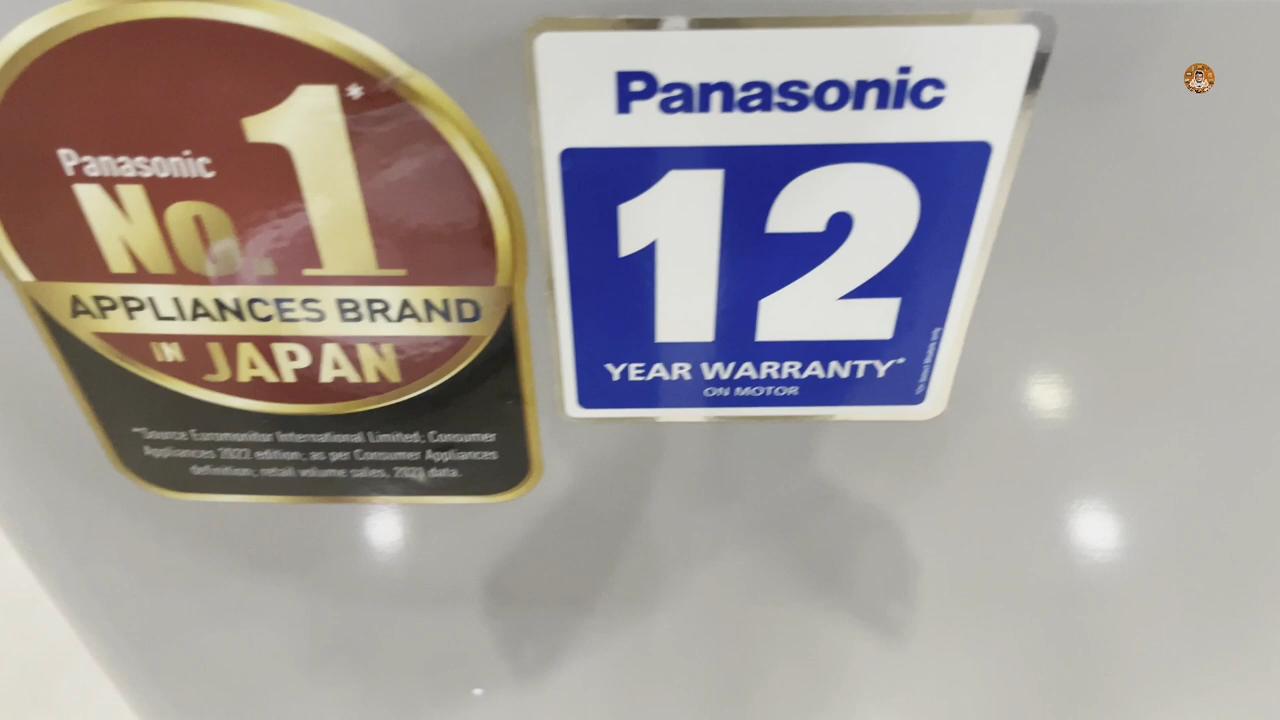 Panasonic
No. 1*
APPLIANCES BRAND
IN JAPAN
*Source Euromonitor International Limited; Consumer
Appliances 2022 edition; as per Consumer Appliances
definition; retail volume sales, data.
Panasonic
12
YEAR WARRANTY*
ON MOTOR